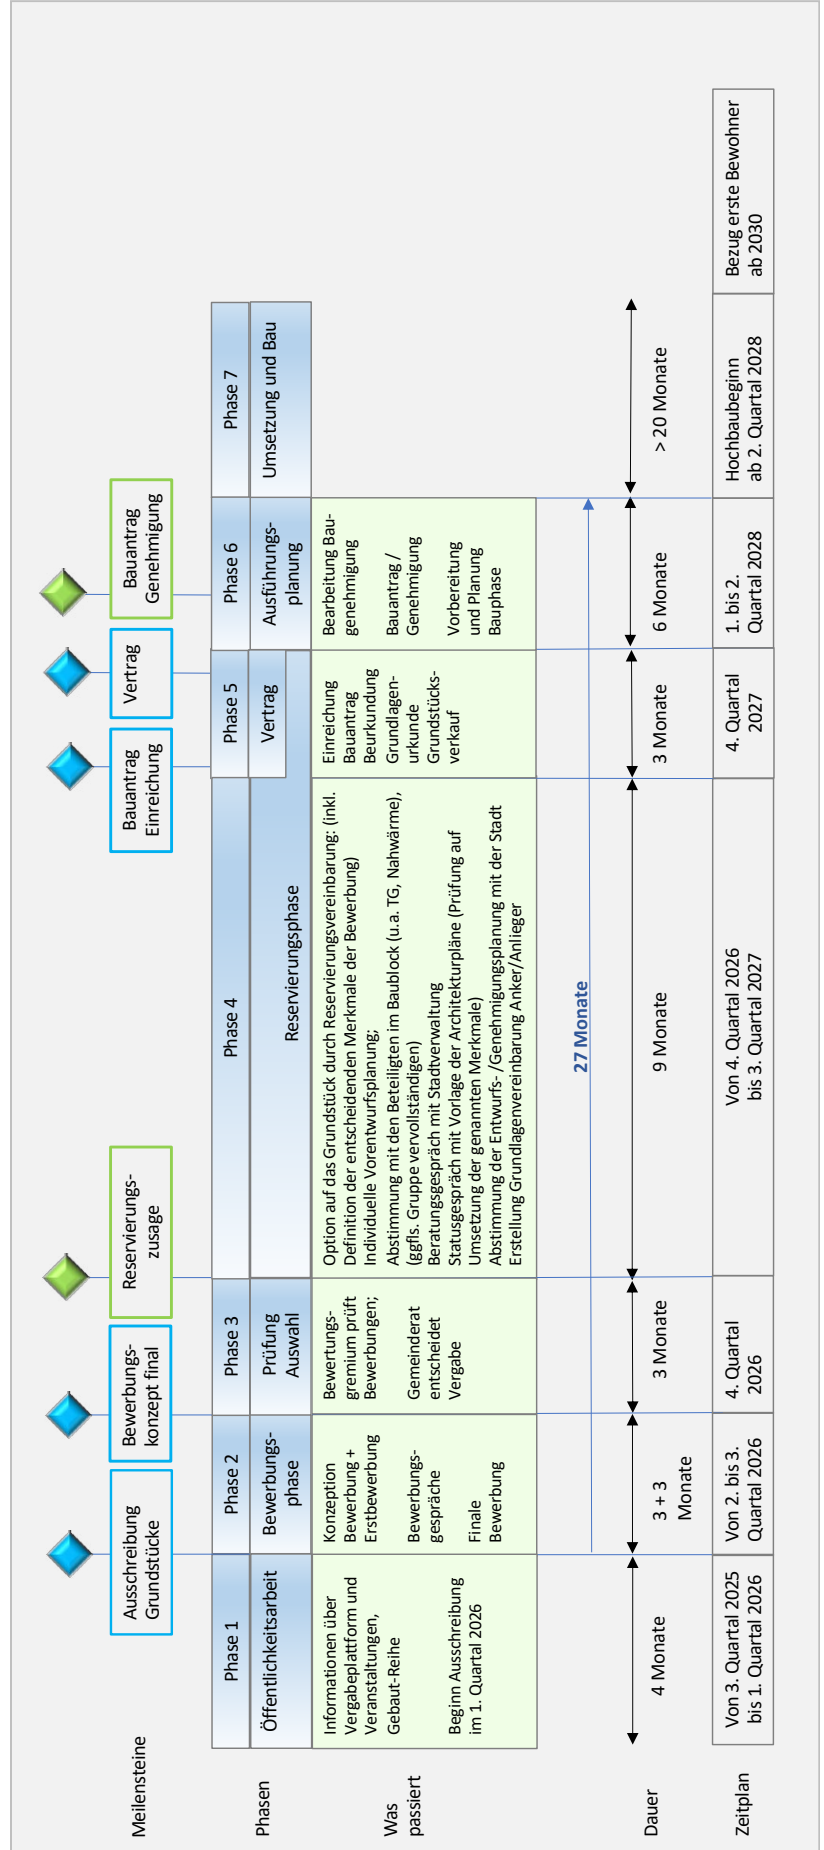 Meilensteine
Ausschreibung
Grundstücke
Bewerbungs-
konzept final
Reservierungs-
zusage
Bauantrag
Einreichung
Vertrag
Bauantrag
Genehmigung
Phasen
Phase 1
Öffentlichkeitsarbeit
Phase 2
Bewerbungs-
phase
Phase 3
Prüfung
Auswahl
Phase 4
Reservierungsphase
Phase 5
Vertrag
Phase 6
Ausführungs-
planung
Phase 7
Umsetzung und Bau
Was
passiert
Informationen über
Vergabeplattform und
Veranstaltungen,
Gebaut-Reihe
Beginn Ausschreibung
im 1. Quartal 2026
Konzeption
Bewerbung +
Erstbewerbung
Bewerbungs-
gespräche
Finale
Bewerbung
Bewertungs-
gremium prüft
Bewerbungen;
Gemeinderat
entscheidet
Vergabe
Option auf das Grundstück durch Reservierungsvereinbarung: (inkl.
Definition der entscheidenden Merkmale der Bewerbung)
Individuelle Vorentwurfsplanung;
Abstimmung mit den Beteiligten im Baublock (u.a. TG, Nahwärme),
(ggfls. Gruppe vervollständigen)
Beratungsgespräch mit Stadtverwaltung
Statusgespräch mit Vorlage der Architekturpläne (Prüfung auf
Umsetzung der genannten Merkmale)
Abstimmung der Entwurfs- /Genehmigungsplanung mit der Stadt
Erstellung Grundlagenvereinbarung Anker/Anlieger
Einreichung
Bauantrag
Beurkundung
Grundlagen-
urkunde
Grundstücks-
verkauf
Bearbeitung Bau-
genehmigung
Bauantrag /
Genehmigung
Vorbereitung
und Planung
Bauphase
27 Monate
Dauer
4 Monate
3 + 3
Monate
3 Monate
9 Monate
3 Monate
6 Monate
> 20 Monate
Zeitplan
Von 3. Quartal 2025
bis 1. Quartal 2026
Von 2. bis 3.
Quartal 2026
4. Quartal
2026
Von 4. Quartal 2026
bis 3. Quartal 2027
4. Quartal
2027
1. bis 2.
Quartal 2028
Hochbaubeginn
ab 2. Quartal 2028
Bezug erste Bewohner
ab 2030